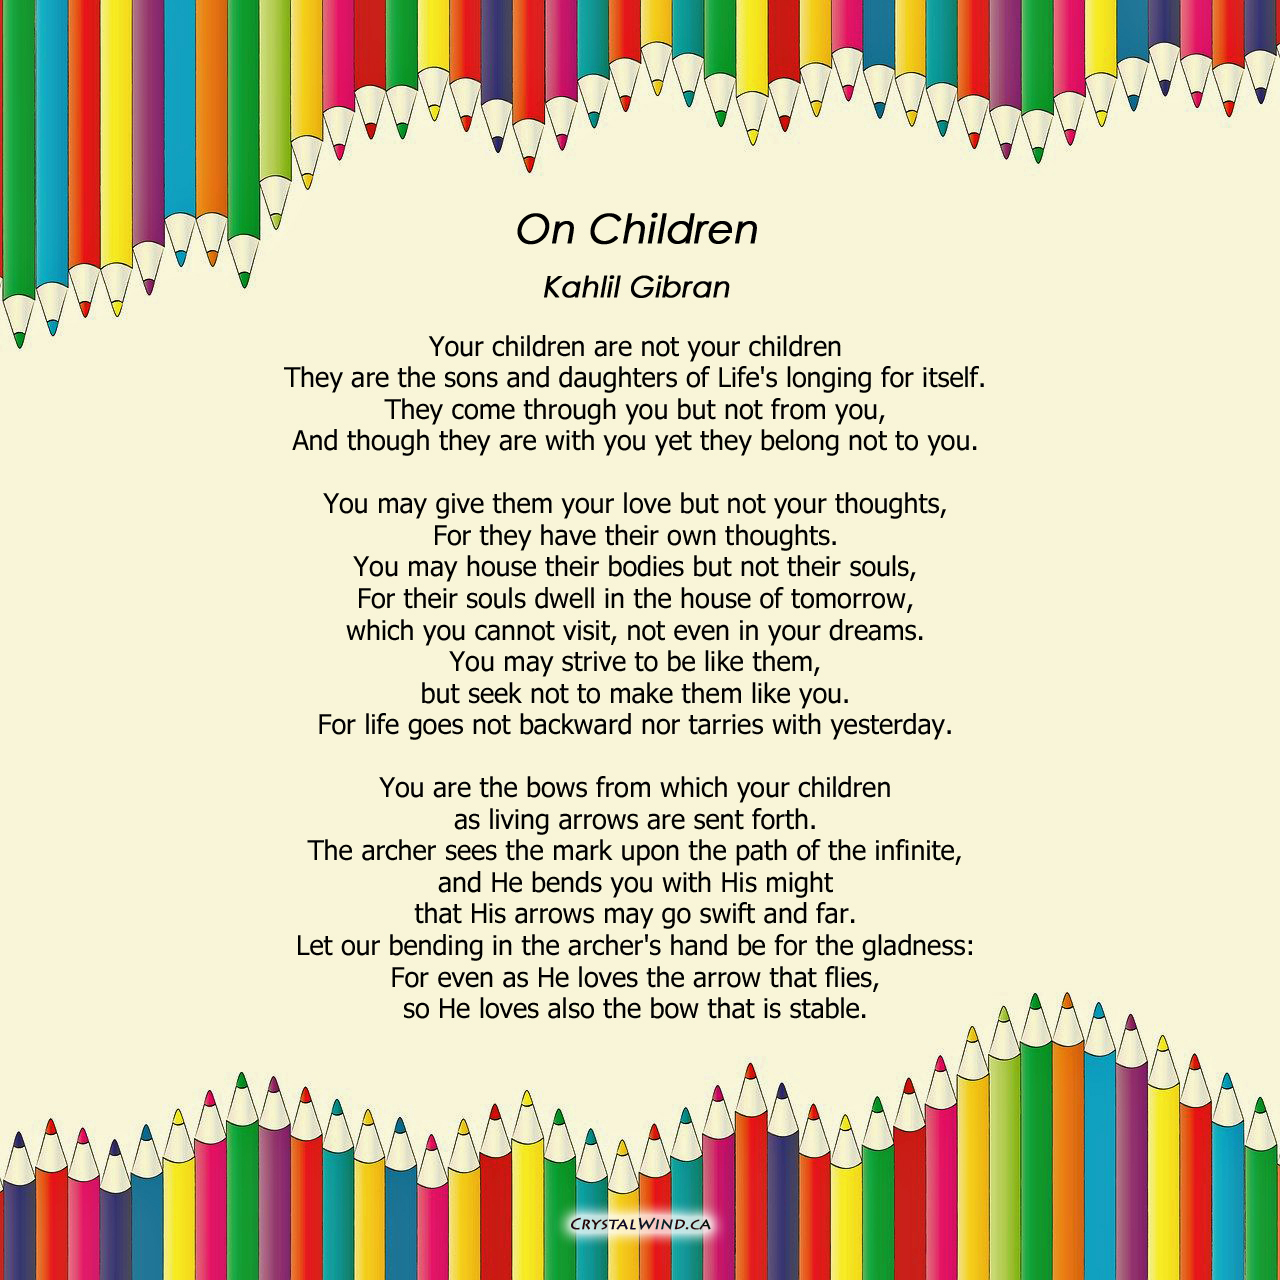 On Children
Kahlil Gibran
Your children are not your children
They are the sons and daughters of Life's longing for itself.
They come through you but not from you,
And though they are with you yet they belong not to you.
You may give them your love but not your thoughts,
For they have their own thoughts.
You may house their bodies but not their souls,
For their souls dwell in the house of tomorrow,
which you cannot visit, not even in your dreams.
You may strive to be like them,
but seek not to make them like you.
For life goes not backward nor tarries with yesterday.
You are the bows from which your children
as living arrows are sent forth.
The archer sees the mark upon the path of the infinite,
and He bends you with His might
that His arrows may go swift and far.
Let our bending in the archer's hand be for the gladness:
For even as He loves the arrow that flies,
so He loves also the bow that is stable.
CrystalWind.ca